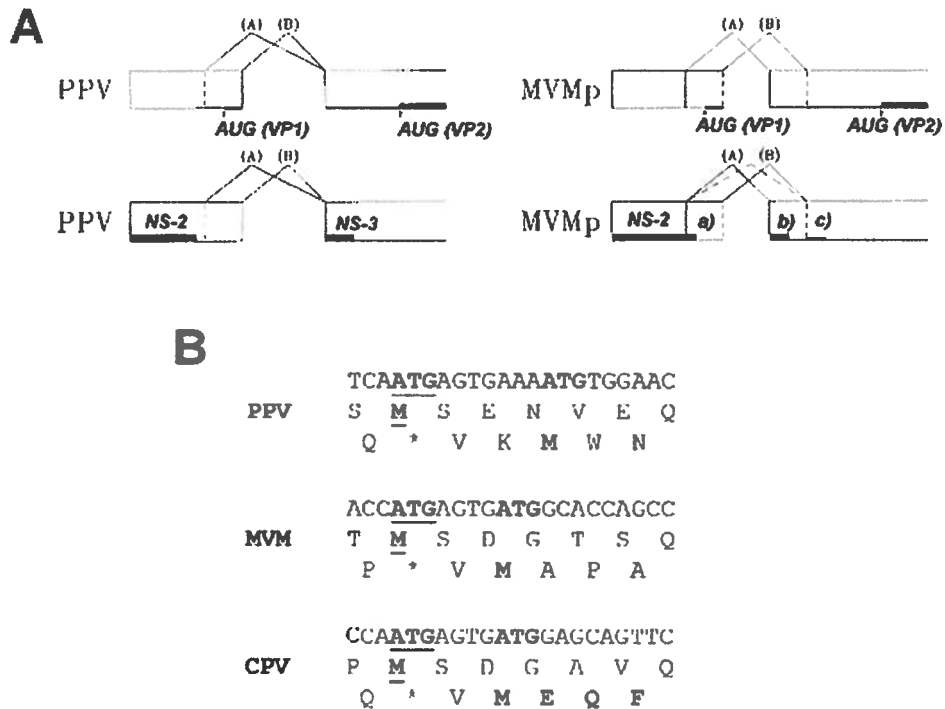 A
(A) (B)
PPV
AUG (VP1) AUG (VP2)
(A) (B)
MVMp
AUG (VP1) AUG (VP2)
(A) (B)
PPV NS-2 NS-3
(A) (B)
MVMp NS-2 a) b) c)
B
TCAATGAGTGAAAATGTGGAAC
PPV S M S E N V E Q
Q * V K M W N
ACCATGAGTGATGGCACCAGCC
MVM T M S D G T S Q
P * V M A P A
CCAATGAGTGATGGAGCAGTTC
CPV P M S D G A V Q
Q * V M E Q F